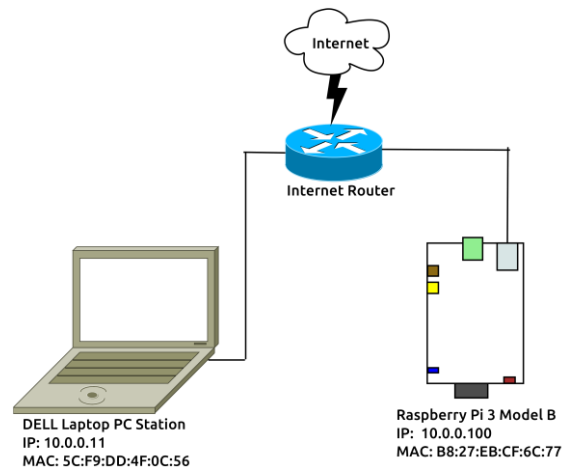 Internet
Internet Router
DELL Laptop PC Station
IP: 10.0.0.11
MAC: 5C:F9:DD:4F:0C:56
Raspberry Pi 3 Model B
IP: 10.0.0.100
MAC: B8:27:EB:CF:6C:77